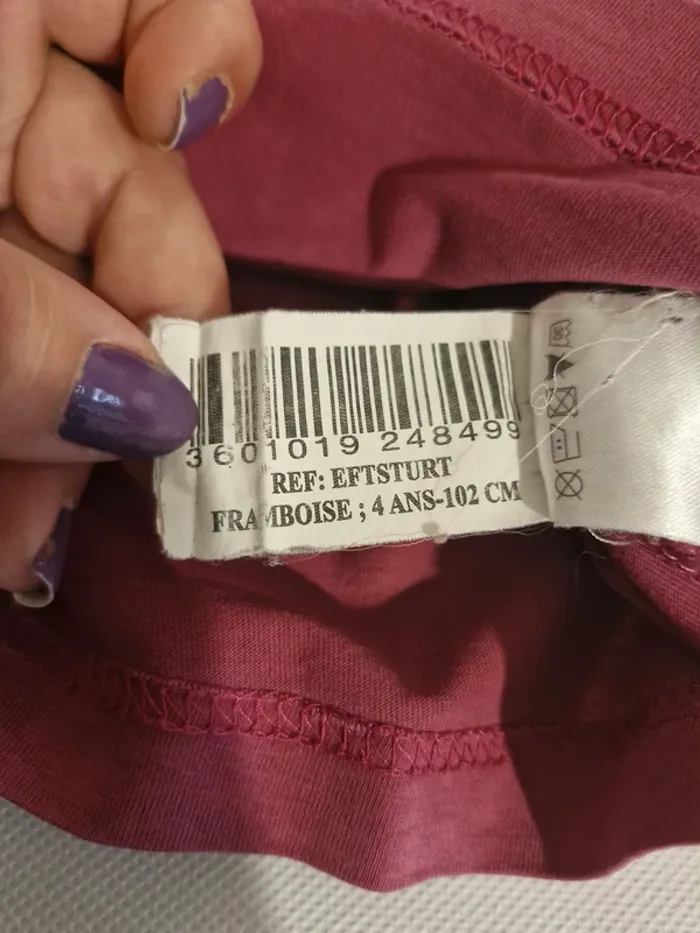 3601019 248499
REF: EFTSTURT
FRAMBOISE ; 4 ANS-102 CM